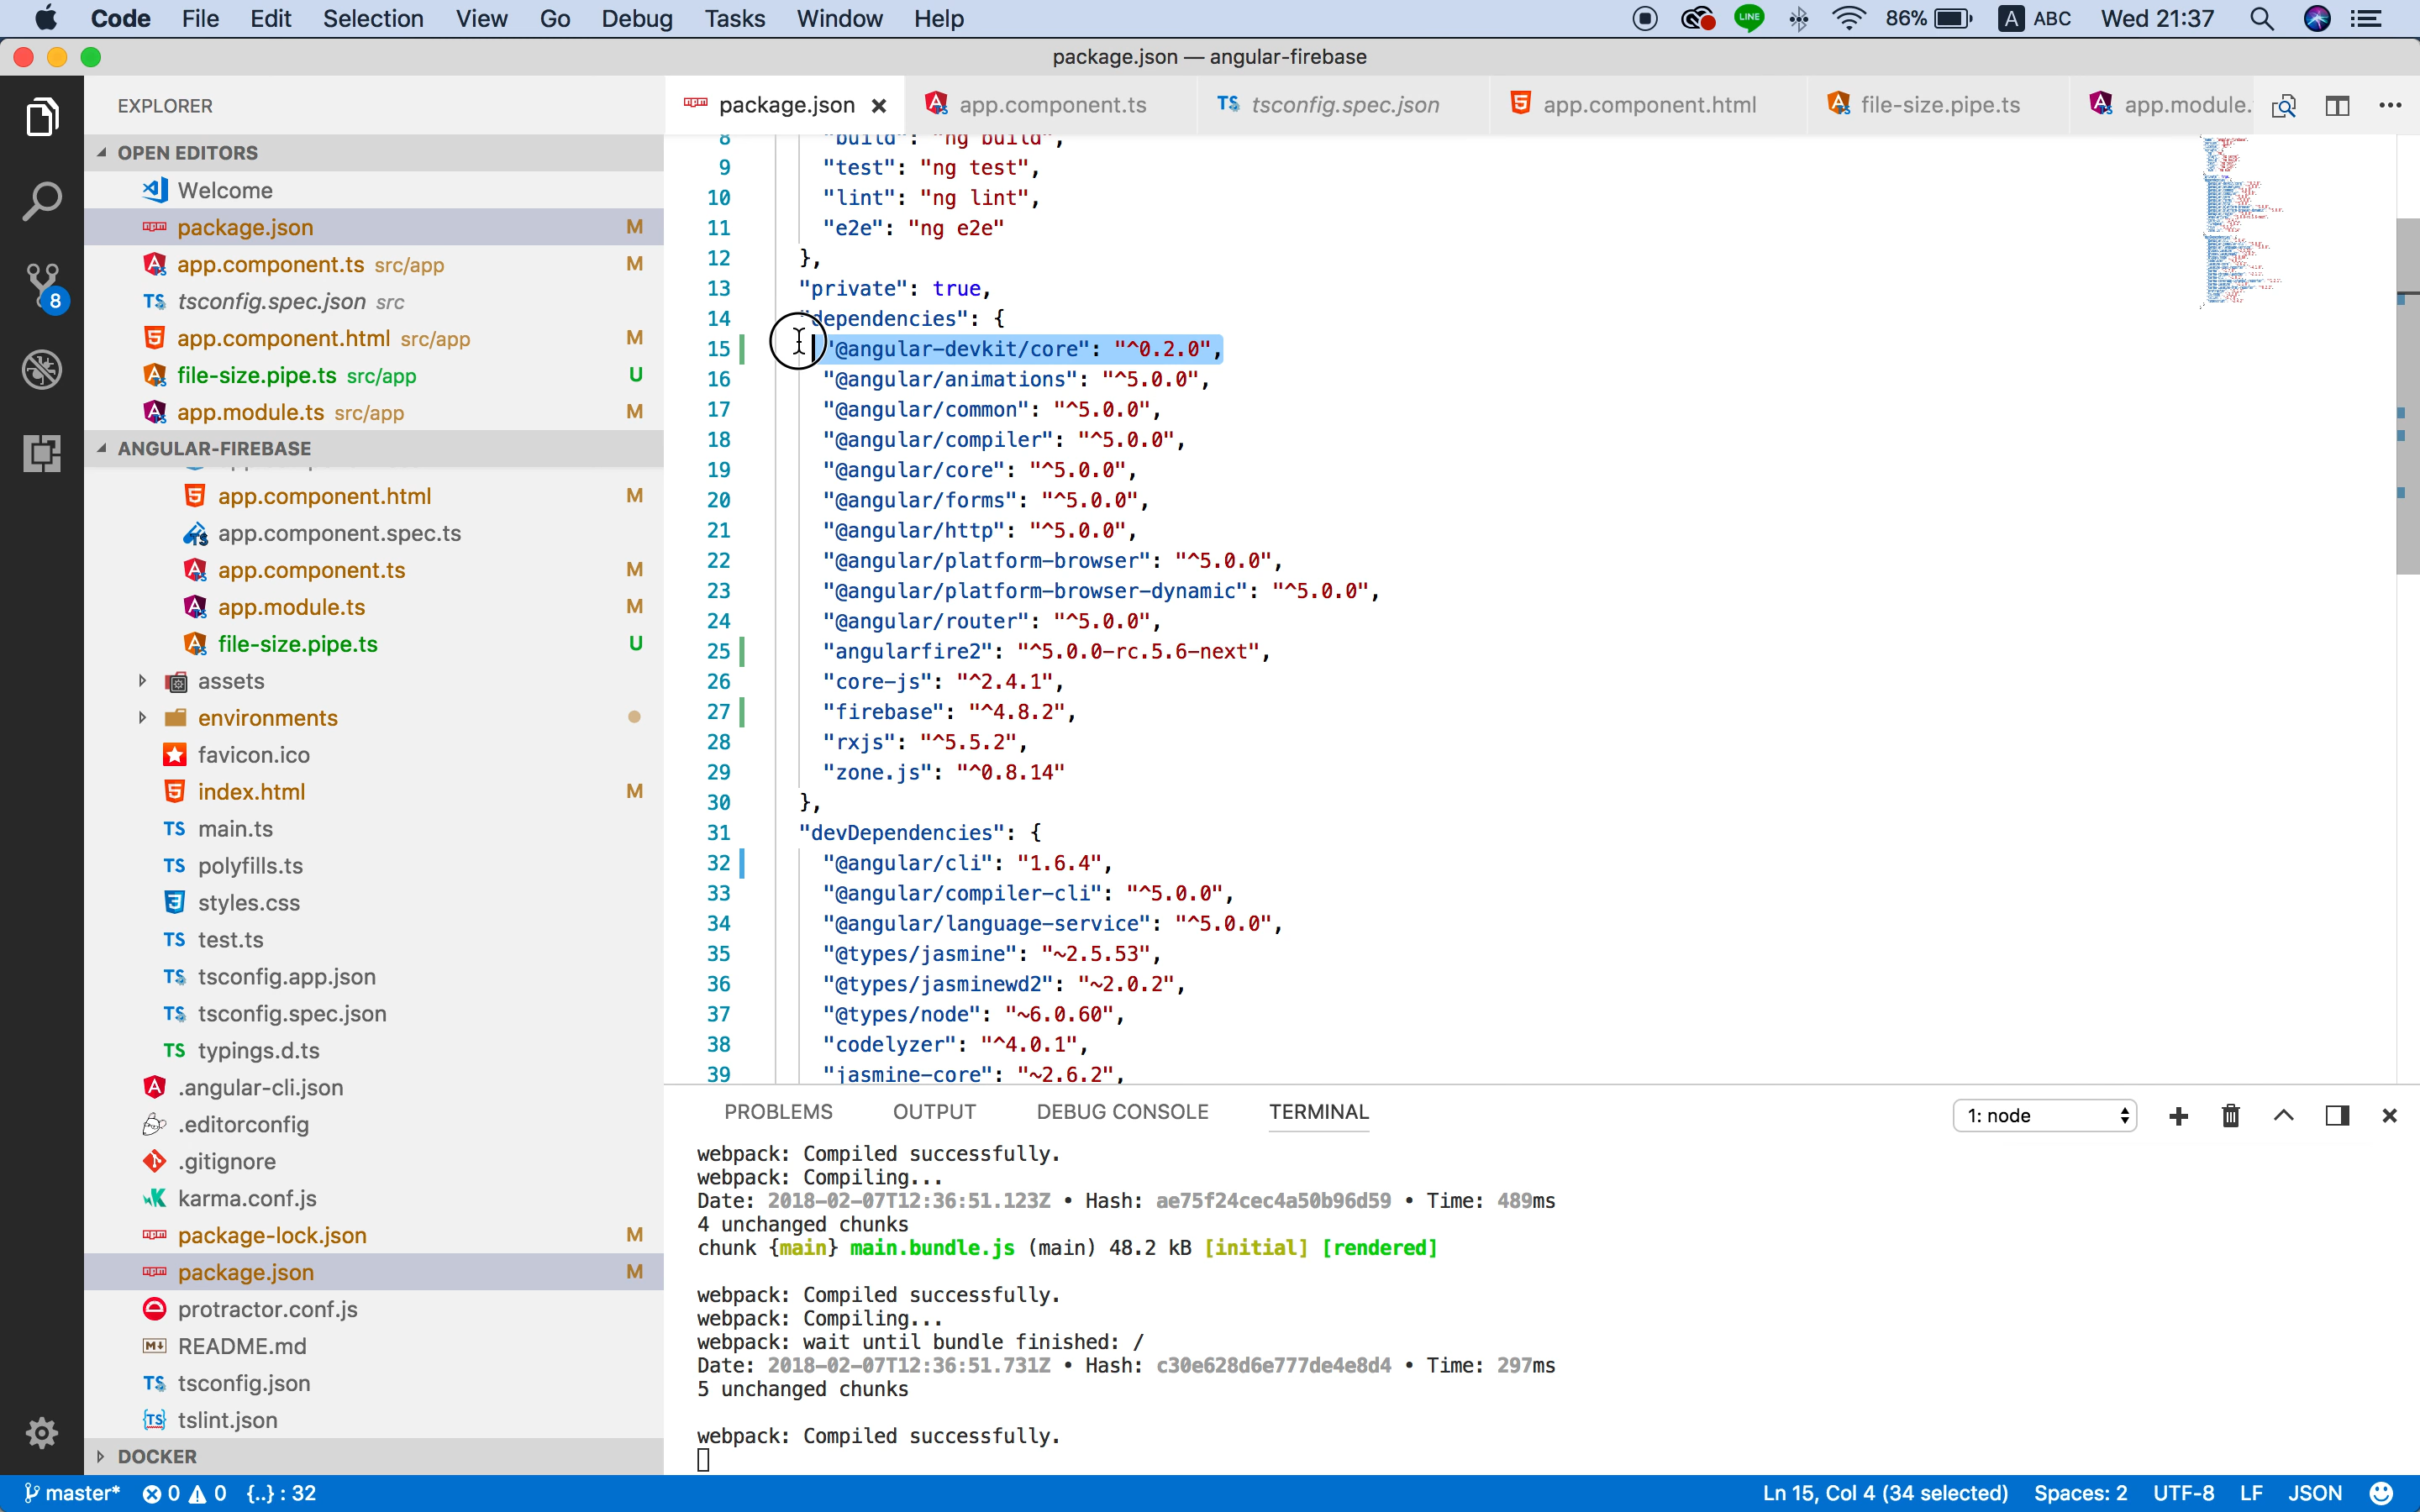 Code File Edit Selection View Go Debug Tasks Window Help
LINE 86% A ABC Wed 21:37
package.json — angular-firebase
EXPLORER
OPEN EDITORS
Welcome
package.json M
app.component.ts src/app M
TS tsconfig.spec.json src
app.component.html src/app M
file-size.pipe.ts src/app U
app.module.ts src/app M
8
ANGULAR-FIREBASE
app.component.html M
app.component.spec.ts
app.component.ts M
app.module.ts M
file-size.pipe.ts U
assets
environments
favicon.ico
index.html M
TS main.ts
TS polyfills.ts
styles.css
TS test.ts
TS tsconfig.app.json
TS tsconfig.spec.json
TS typings.d.ts
.angular-cli.json
.editorconfig
.gitignore
karma.conf.js
package-lock.json M
package.json M
protractor.conf.js
README.md
TS tsconfig.json
tslint.json
DOCKER
package.json app.component.ts TS tsconfig.spec.json app.component.html file-size.pipe.ts app.module.
8 "build": "ng build",
9 "test": "ng test",
10 "lint": "ng lint",
11 "e2e": "ng e2e"
12 },
13 "private": true,
14 "dependencies": {
15 "@angular-devkit/core": "^0.2.0",
16 "@angular/animations": "^5.0.0",
17 "@angular/common": "^5.0.0",
18 "@angular/compiler": "^5.0.0",
19 "@angular/core": "^5.0.0",
20 "@angular/forms": "^5.0.0",
21 "@angular/http": "^5.0.0",
22 "@angular/platform-browser": "^5.0.0",
23 "@angular/platform-browser-dynamic": "^5.0.0",
24 "@angular/router": "^5.0.0",
25 "angularfire2": "^5.0.0-rc.5.6-next",
26 "core-js": "^2.4.1",
27 "firebase": "^4.8.2",
28 "rxjs": "^5.5.2",
29 "zone.js": "^0.8.14"
30 },
31 "devDependencies": {
32 "@angular/cli": "1.6.4",
33 "@angular/compiler-cli": "^5.0.0",
34 "@angular/language-service": "^5.0.0",
35 "@types/jasmine": "~2.5.53",
36 "@types/jasminewd2": "~2.0.2",
37 "@types/node": "~6.0.60",
38 "codelyzer": "^4.0.1",
39 "jasmine-core": "~2.6.2",
PROBLEMS OUTPUT DEBUG CONSOLE TERMINAL 1: node
webpack: Compiled successfully.
webpack: Compiling...
Date: 2018-02-07T12:36:51.123Z • Hash: ae75f24cec4a50b96d59 • Time: 489ms
4 unchanged chunks
chunk {main} main.bundle.js (main) 48.2 kB [initial] [rendered]
webpack: Compiled successfully.
webpack: Compiling...
webpack: wait until bundle finished: /
Date: 2018-02-07T12:36:51.731Z • Hash: c30e628d6e777de4e8d4 • Time: 297ms
5 unchanged chunks
webpack: Compiled successfully.
master* 0 0 {..} : 32 Ln 15, Col 4 (34 selected) Spaces: 2 UTF-8 LF JSON